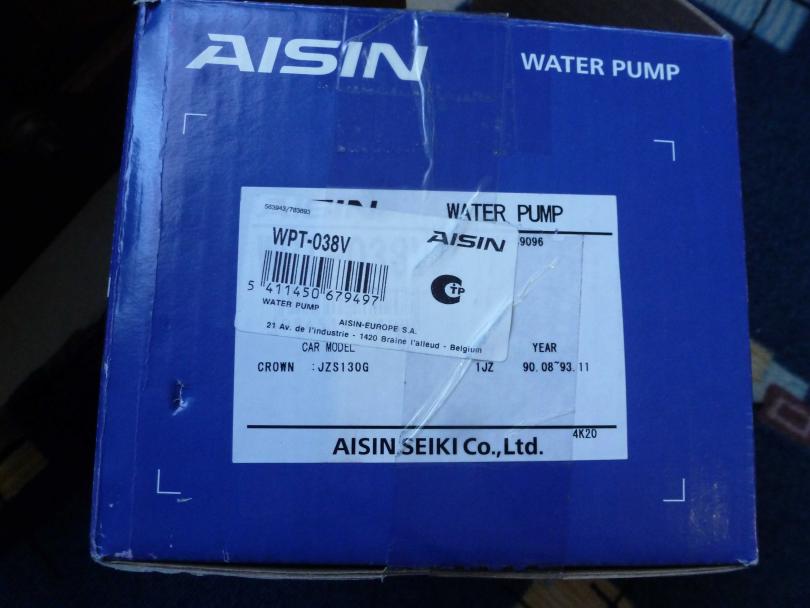 AISIN
WATER PUMP
WATER PUMP
9096
563943/783693
WPT-038V
AISIN
5 411450 679497
TP
WATER PUMP
AISIN-EUROPE S.A.
21 Av. de l'industrie - 1420 Braine l'alleud - Belgium
CAR MODEL YEAR
CROWN :JZS130G 1JZ 90.08~93.11
4K20
AISIN SEIKI Co.,Ltd.